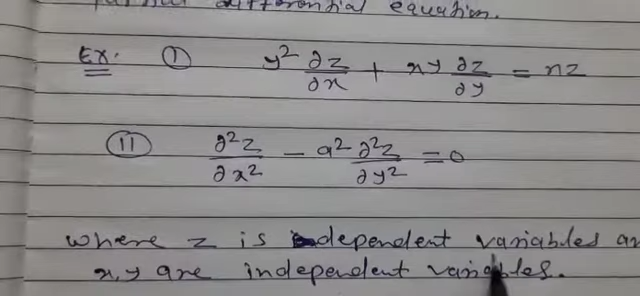 differential equation.
Ex. (I) y² ∂z/∂x + xy ∂z/∂y = nz
(II) ∂²z/∂x² - a² ∂²z/∂y² = 0
where z is dependent variables an
x,y are independent variables.